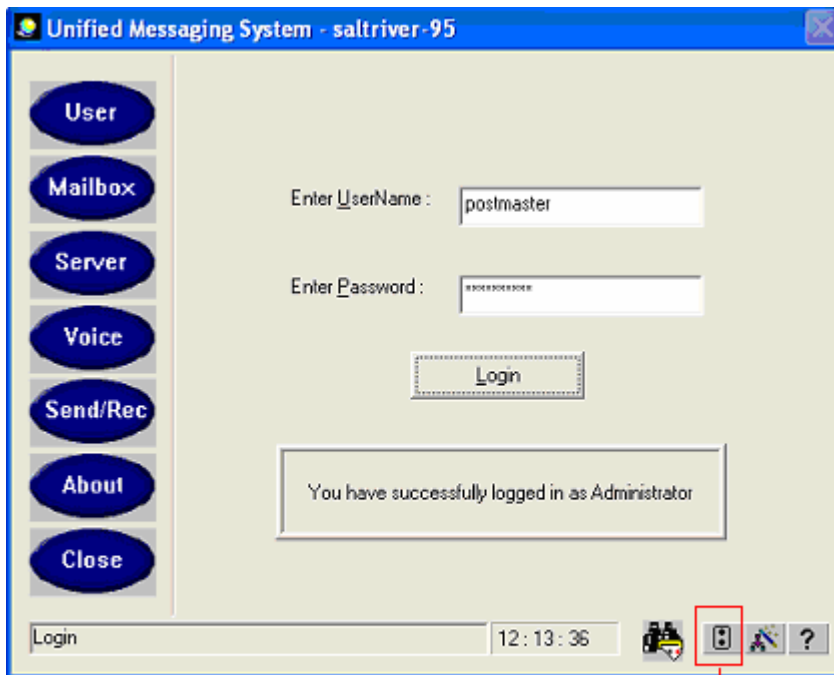 Unified Messaging System - saltriver-95
User
Mailbox
Server
Voice
Send/Rec
About
Close
Enter UserName :
postmaster
Enter Password :
**********
Login
You have successfully logged in as Administrator
Login
12 : 13 : 36
?